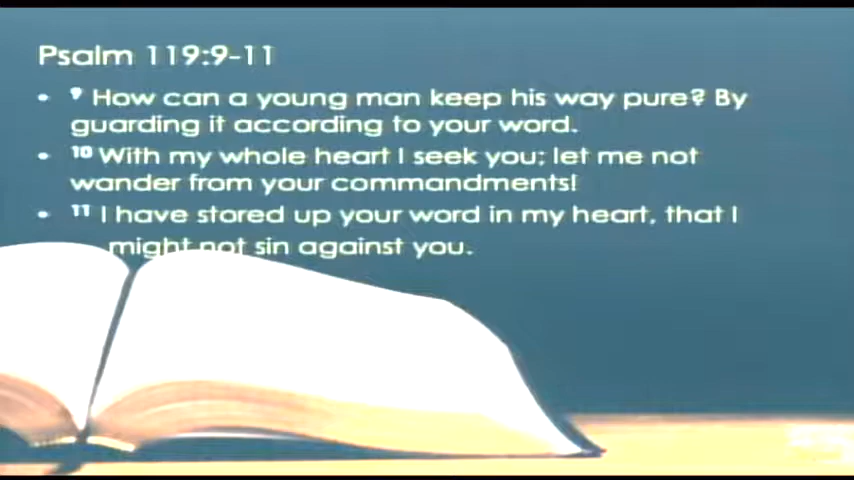 Psalm 119:9-11
• 9 How can a young man keep his way pure? By
guarding it according to your word.
• 10 With my whole heart I seek you; let me not
wander from your commandments!
• 11 I have stored up your word in my heart, that I
might not sin against you.